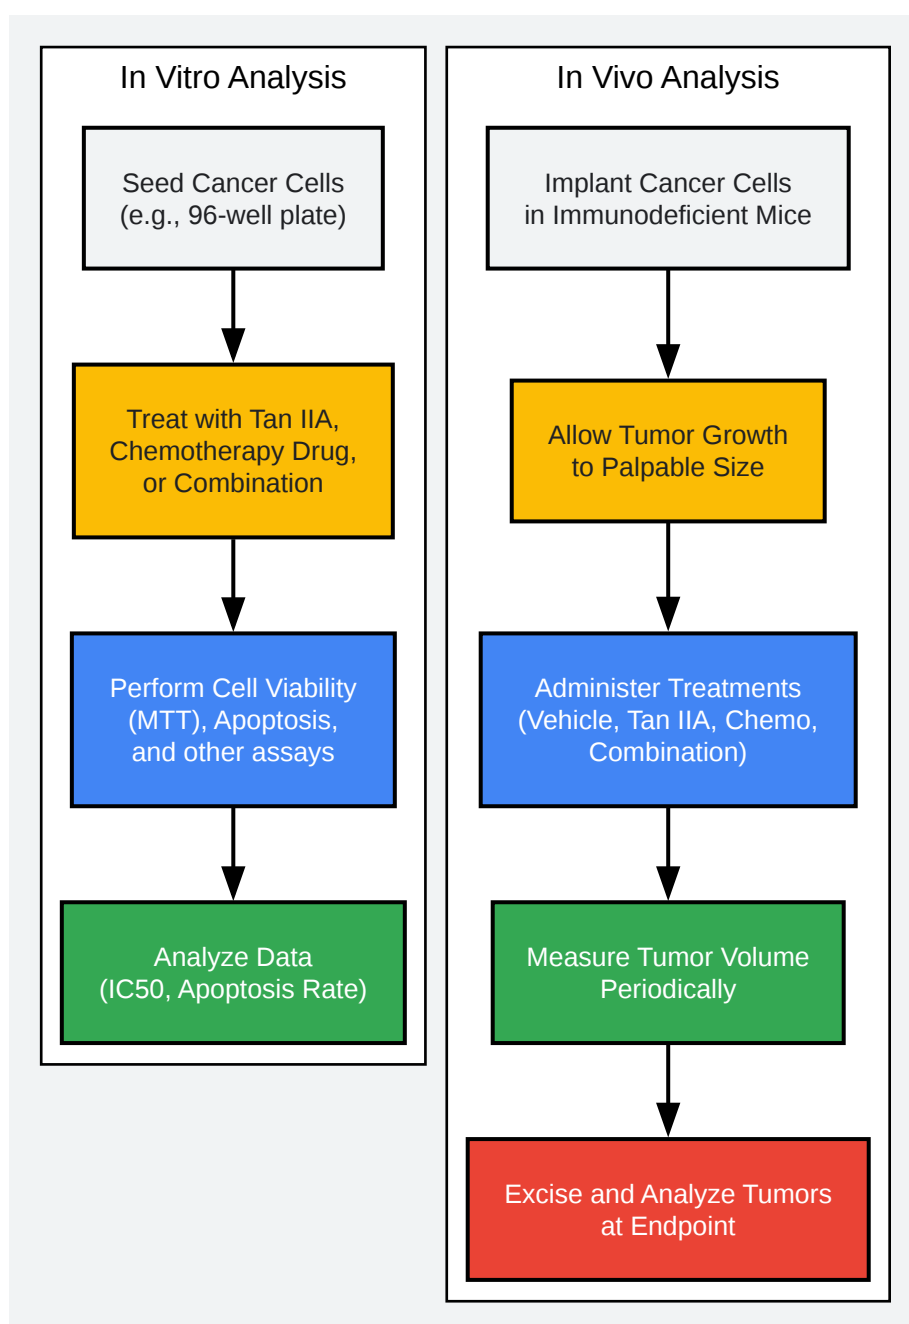 In Vitro Analysis
Seed Cancer Cells
(e.g., 96-well plate)
Treat with Tan IIA,
Chemotherapy Drug,
or Combination
Perform Cell Viability
(MTT), Apoptosis,
and other assays
Analyze Data
(IC50, Apoptosis Rate)
In Vivo Analysis
Implant Cancer Cells
in Immunodeficient Mice
Allow Tumor Growth
to Palpable Size
Administer Treatments
(Vehicle, Tan IIA, Chemo,
Combination)
Measure Tumor Volume
Periodically
Excise and Analyze Tumors
at Endpoint